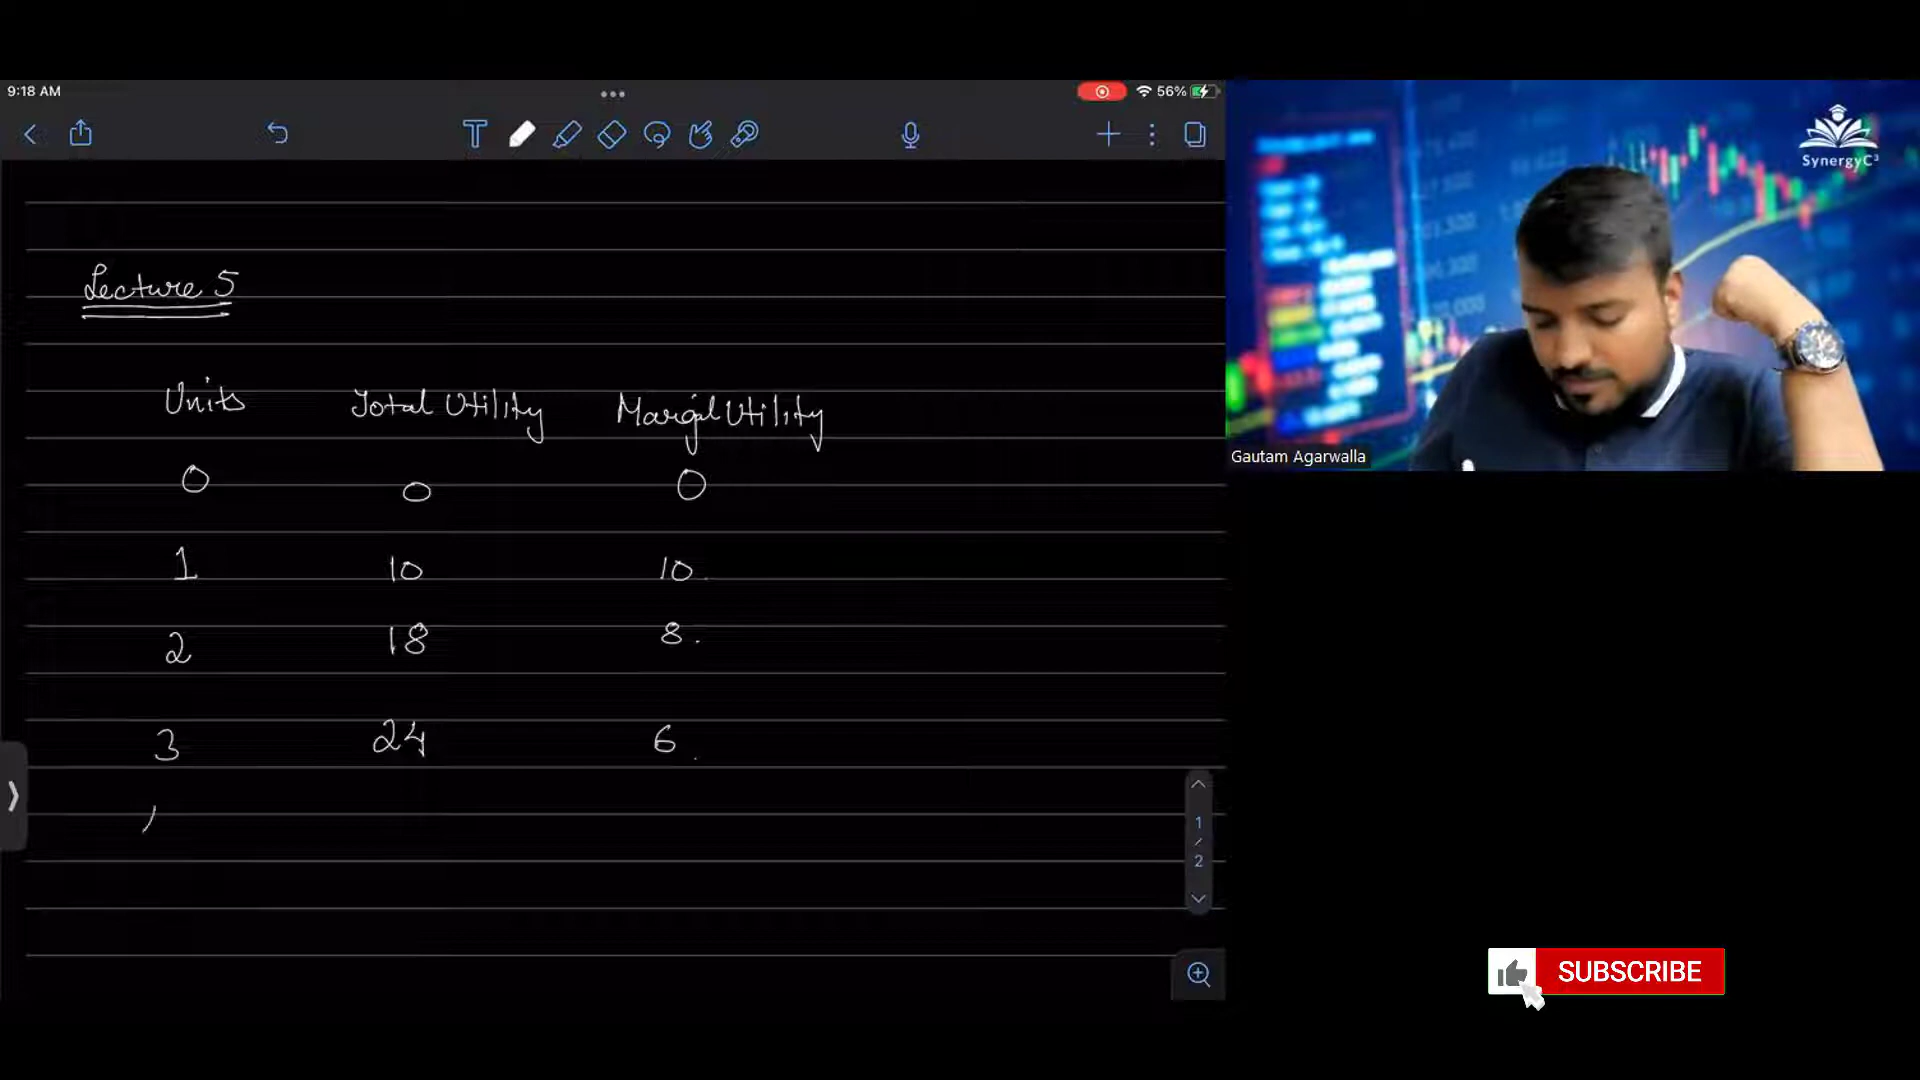 9:18 AM
56%
SynergyC³
Lecture 5
Units Total Utility Margil Utility
0 0 0
1 10 10
2 18 8.
3 24 6.
Gautam Agarwalla
1
/
2
SUBSCRIBE